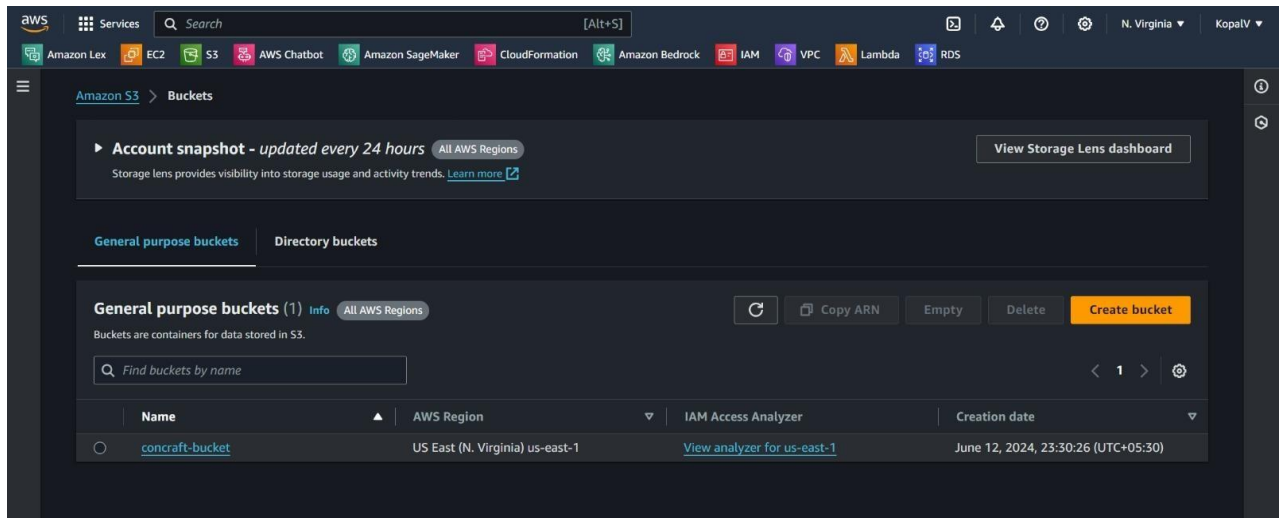 aws Services Search [Alt+S] N. Virginia KopalV
Amazon Lex EC2 S3 AWS Chatbot Amazon SageMaker CloudFormation Amazon Bedrock IAM VPC Lambda RDS
Amazon S3 > Buckets
Account snapshot - updated every 24 hours All AWS Regions View Storage Lens dashboard
Storage lens provides visibility into storage usage and activity trends. Learn more
General purpose buckets Directory buckets
General purpose buckets (1) Info All AWS Regions Copy ARN Empty Delete Create bucket
Buckets are containers for data stored in S3.
Find buckets by name < 1 >
Name AWS Region IAM Access Analyzer Creation date
concraft-bucket US East (N. Virginia) us-east-1 View analyzer for us-east-1 June 12, 2024, 23:30:26 (UTC+05:30)